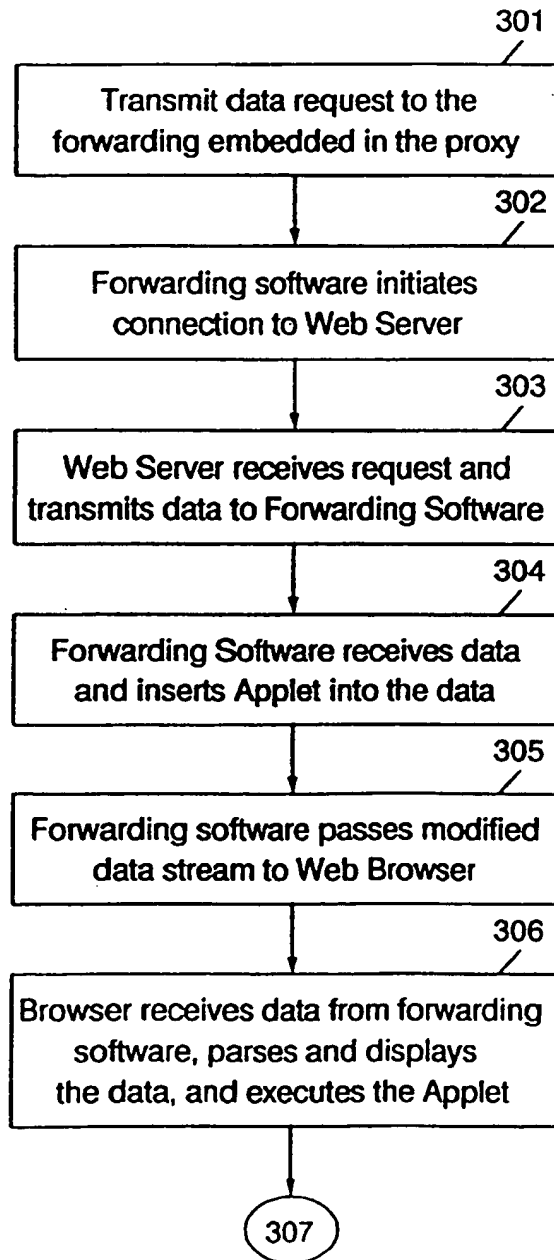 301
Transmit data request to the
forwarding embedded in the proxy
302
Forwarding software initiates
connection to Web Server
303
Web Server receives request and
transmits data to Forwarding Software
304
Forwarding Software receives data
and inserts Applet into the data
305
Forwarding software passes modified
data stream to Web Browser
306
Browser receives data from forwarding
software, parses and displays
the data, and executes the Applet
307